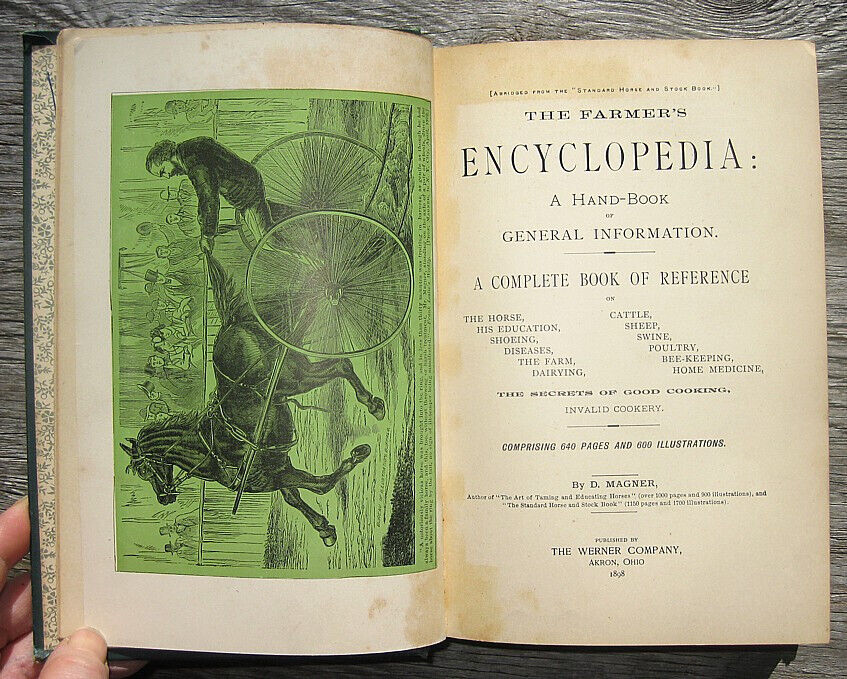 [Abridged from the "Standard Horse and Stock Book."]
THE FARMER'S
ENCYCLOPEDIA:
A HAND-BOOK
OF
GENERAL INFORMATION.
A COMPLETE BOOK OF REFERENCE
ON
THE HORSE,
HIS EDUCATION,
SHOEING,
DISEASES,
THE FARM,
DAIRYING,
CATTLE,
SHEEP,
SWINE,
POULTRY,
BEE-KEEPING,
HOME MEDICINE,
THE SECRETS OF GOOD COOKING,
INVALID COOKERY.
COMPRISING 640 PAGES AND 600 ILLUSTRATIONS.
By D. MAGNER,
Author of "The Art of Taming and Educating Horses" (over 1000 pages and 900 illustrations), and
"The Standard Horse and Stock Book" (1150 pages and 1700 illustrations).
PUBLISHED BY
THE WERNER COMPANY,
AKRON, OHIO
1898